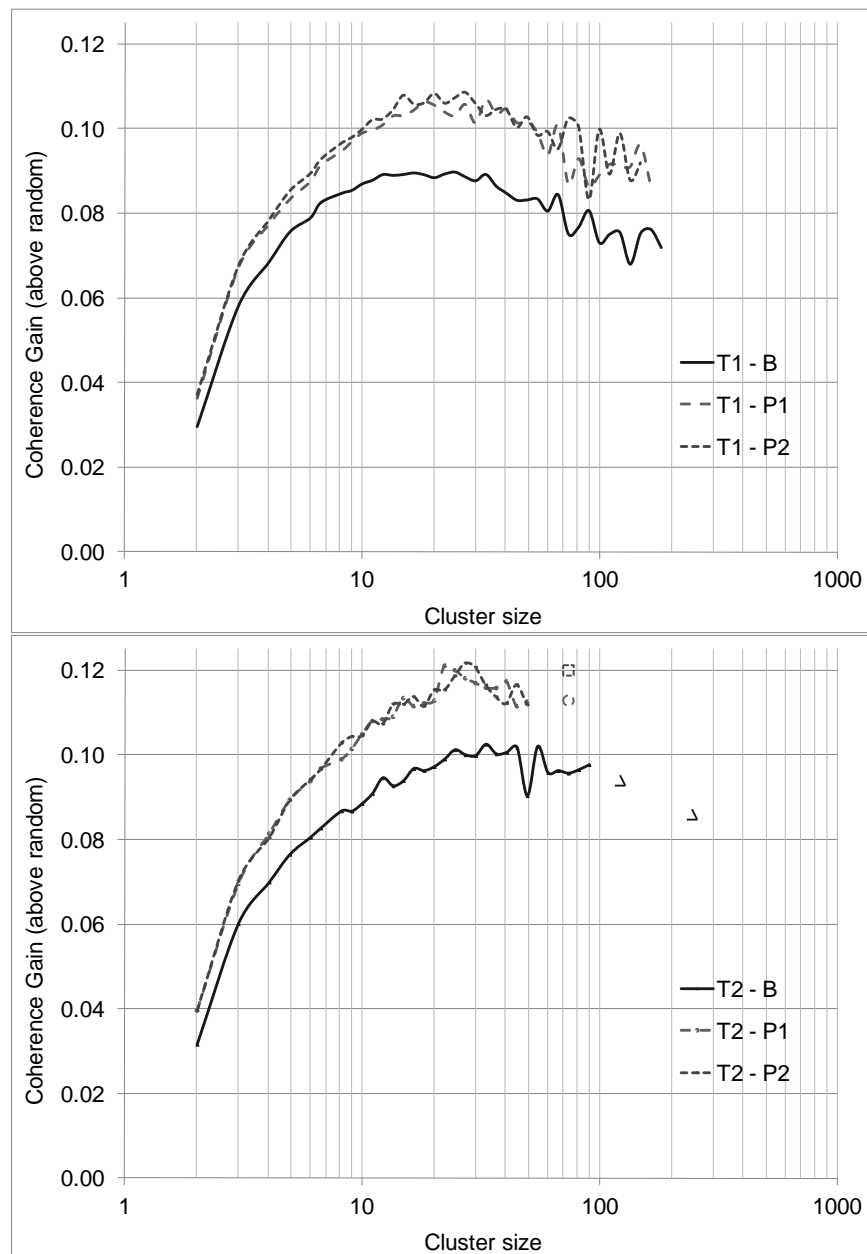 0.12
0.10
0.08
0.06
0.04
0.02
0.00
Coherence Gain (above random)
T1 - B
T1 - P1
T1 - P2
1 10 100 1000
Cluster size
0.12
0.10
0.08
0.06
0.04
0.02
0.00
Coherence Gain (above random)
T2 - B
T2 - P1
T2 - P2
1 10 100 1000
Cluster size